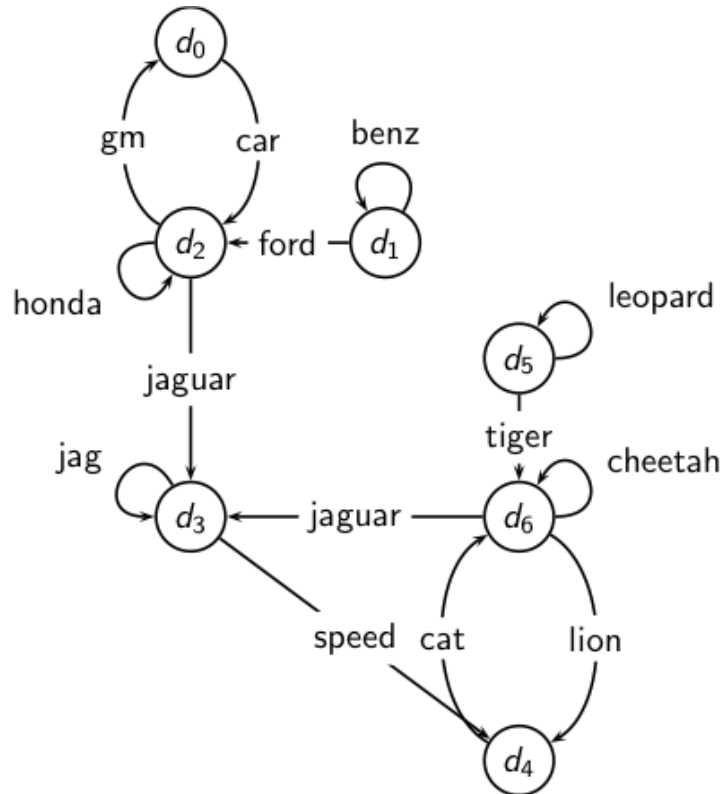 d0
gm
car
benz
d2
ford
d1
honda
leopard
d5
jaguar
tiger
jag
cheetah
d3
jaguar
d6
speed
cat
lion
d4